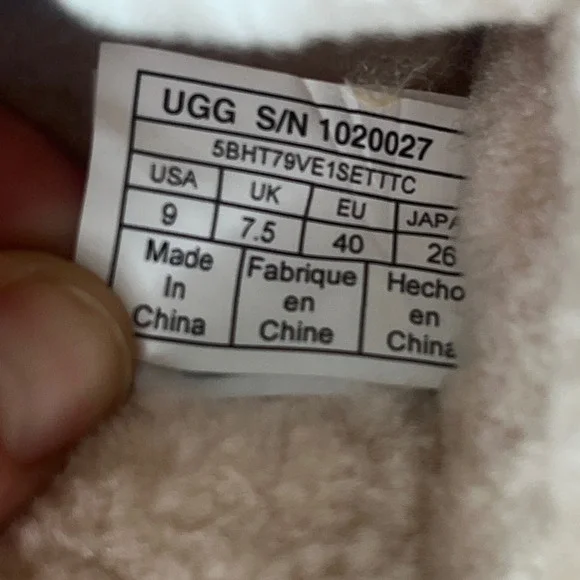 UGG S/N 1020027
5BHT79VE1SETTTC
USA UK EU
9 7.5 40 26
Made Fabrique Hecho
In en en
China Chine China